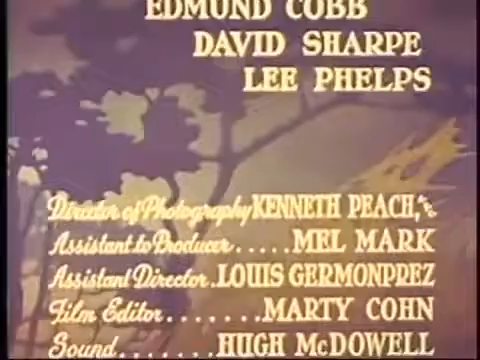 EDMUND COBB
DAVID SHARPE
LEE PHELPS
Director of Photography KENNETH PEACH,
Assistant to Producer.....MEL MARK
Assistant Director.LOUIS GERMONPREZ
Film Editor.......MARTY COHN
Sound.......HUGH McDOWELL